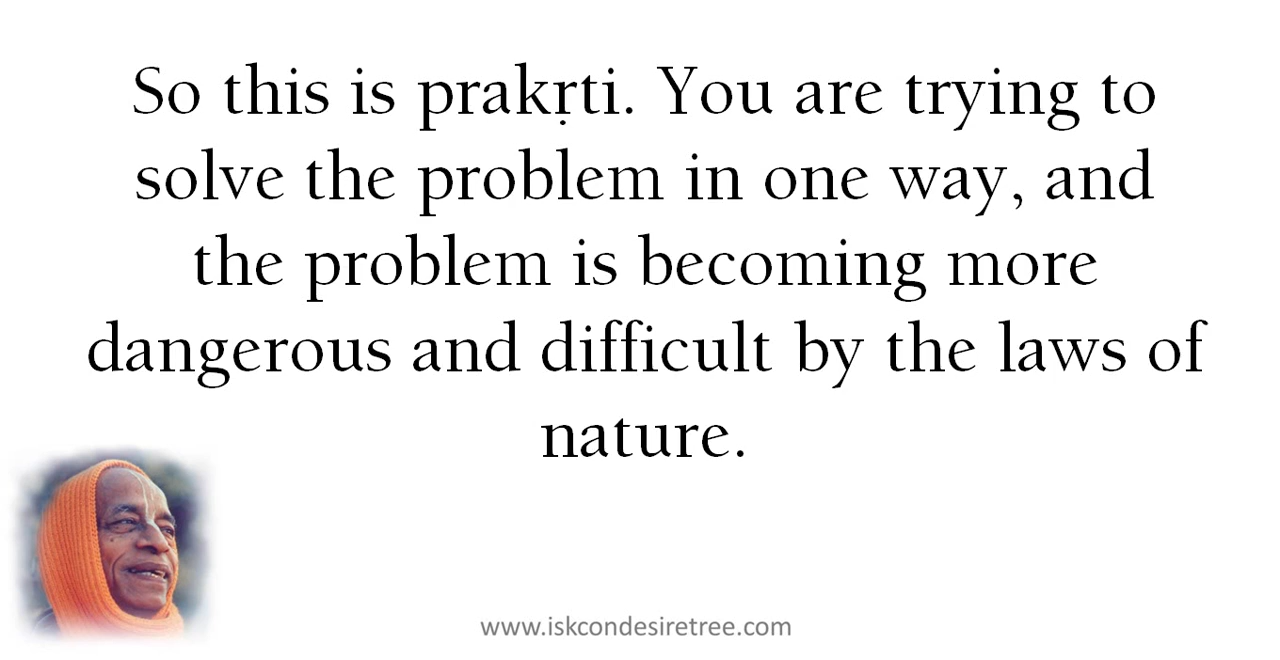 So this is prakṛti. You are trying to
solve the problem in one way, and
the problem is becoming more
dangerous and difficult by the laws of
nature.
www.iskcondesiretree.com